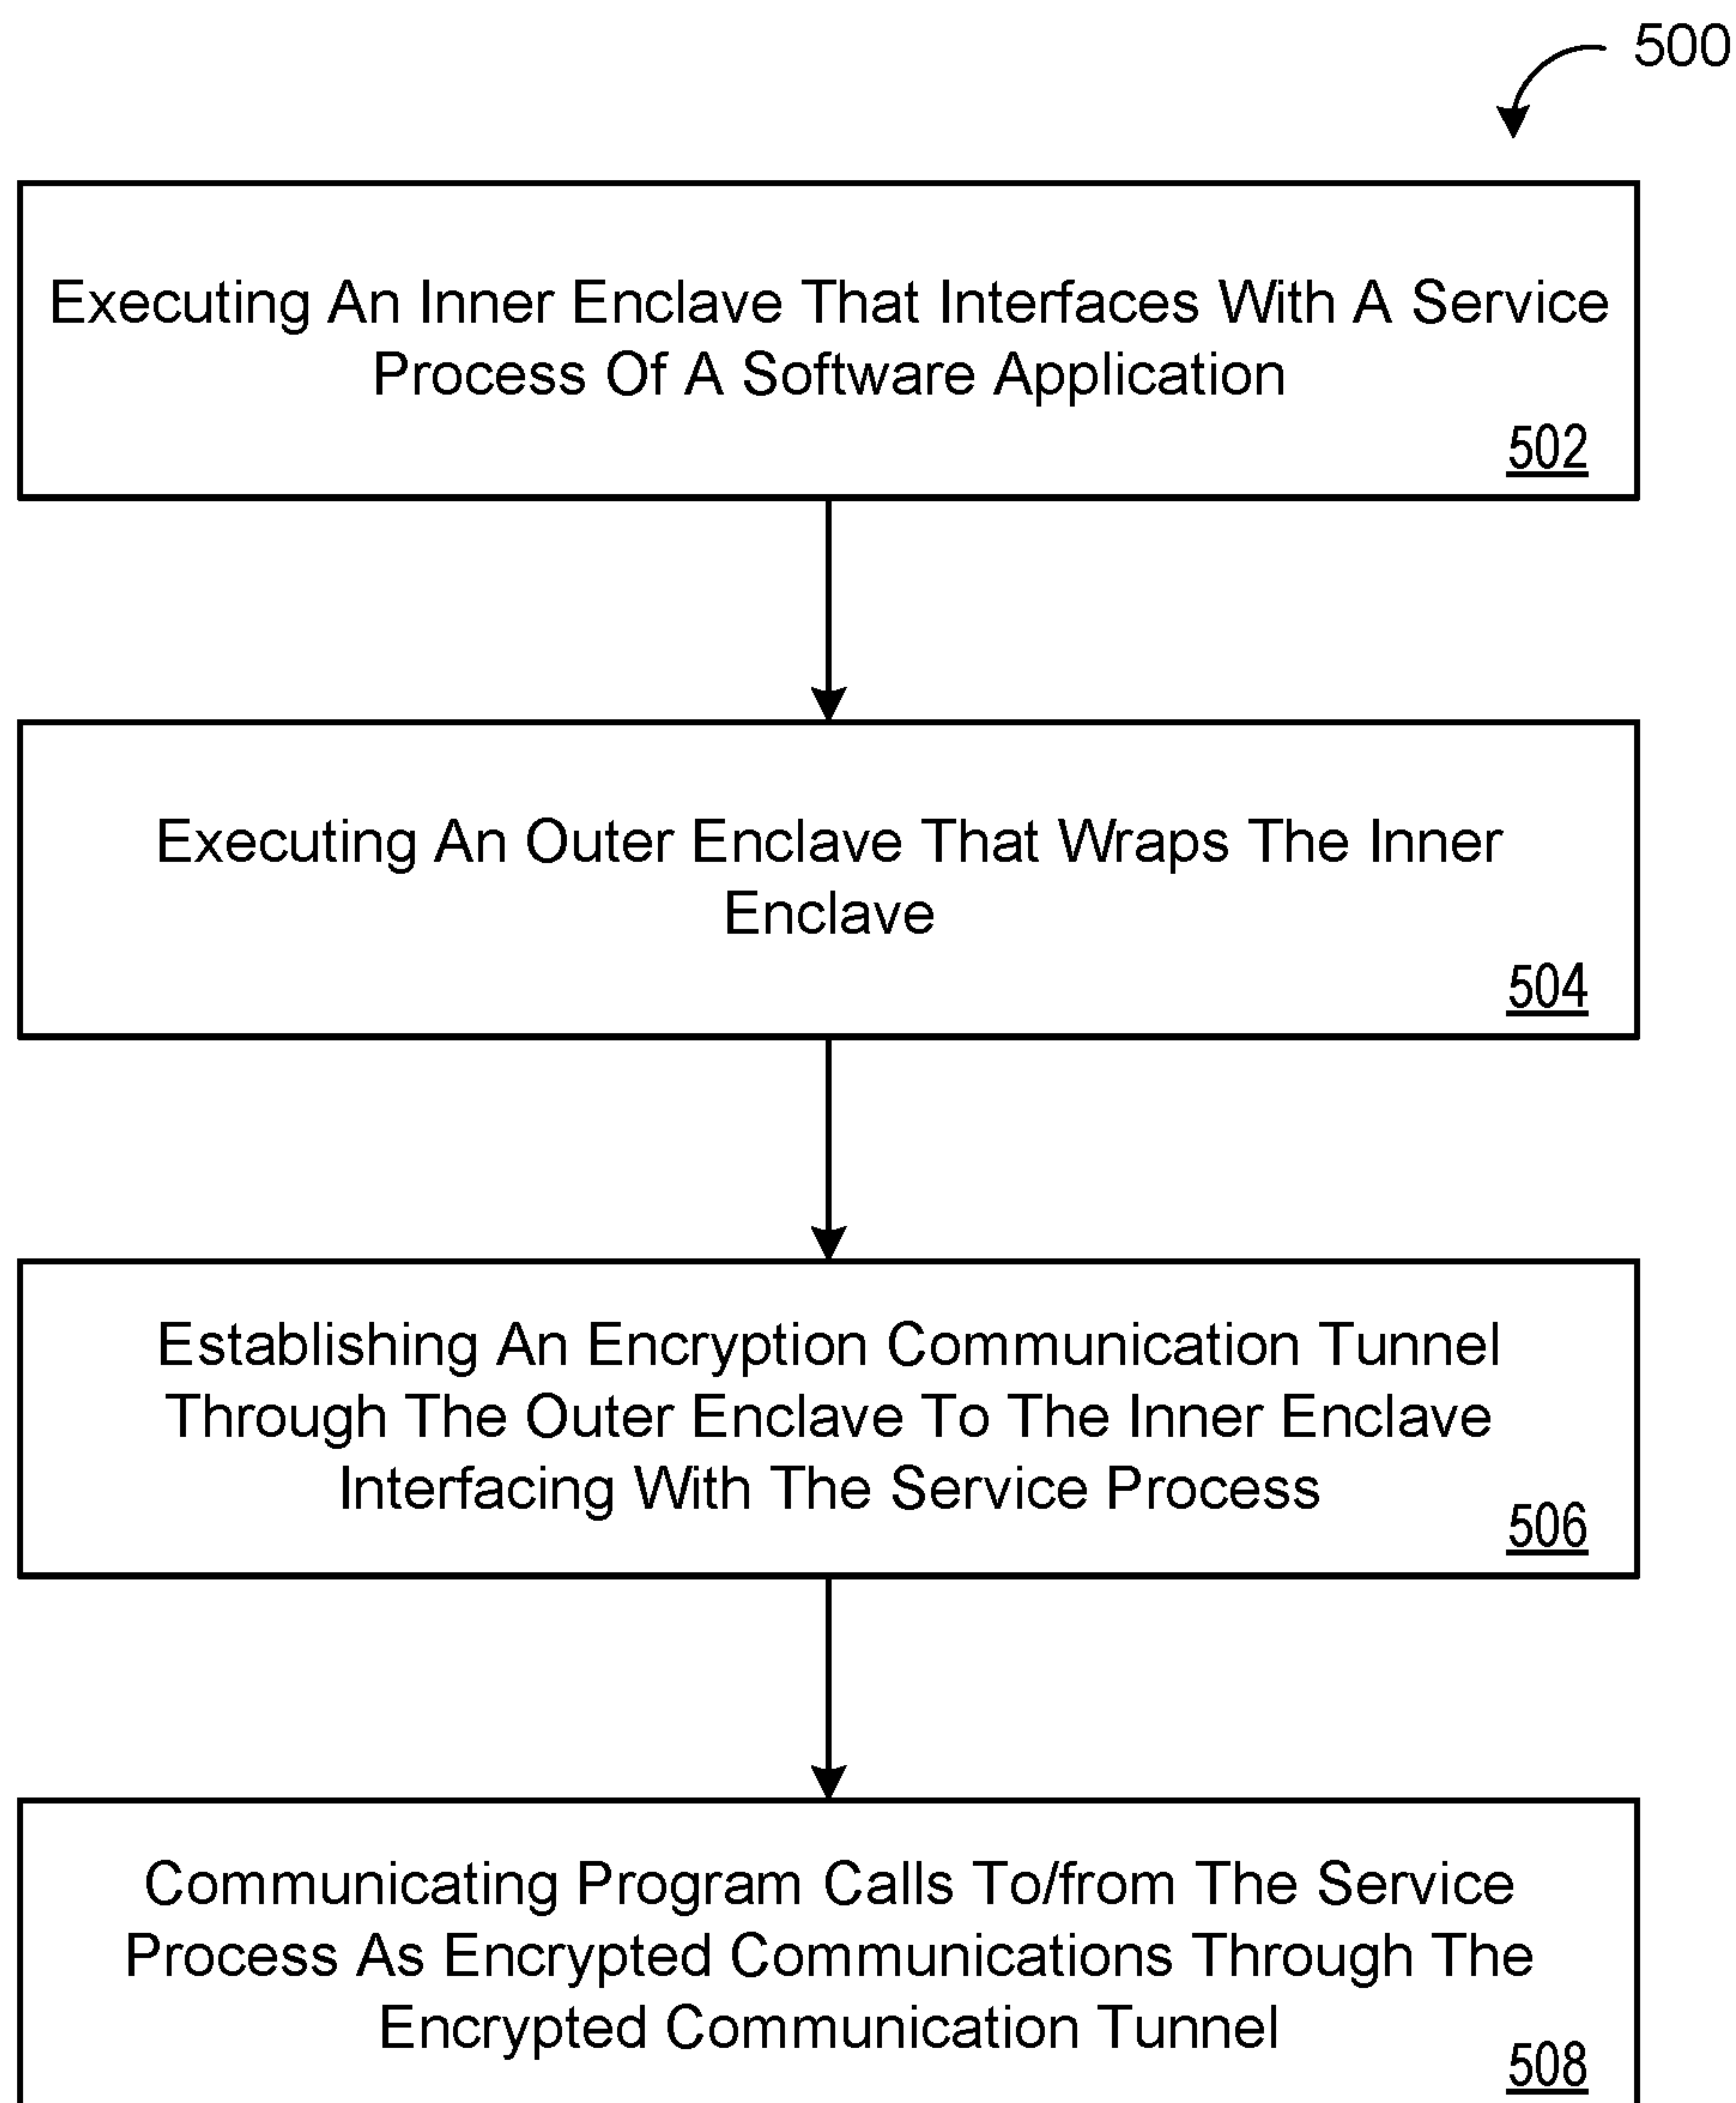 500
Executing An Inner Enclave That Interfaces With A Service
Process Of A Software Application
502
Executing An Outer Enclave That Wraps The Inner
Enclave
504
Establishing An Encryption Communication Tunnel
Through The Outer Enclave To The Inner Enclave
Interfacing With The Service Process
506
Communicating Program Calls To/from The Service
Process As Encrypted Communications Through The
Encrypted Communication Tunnel
508